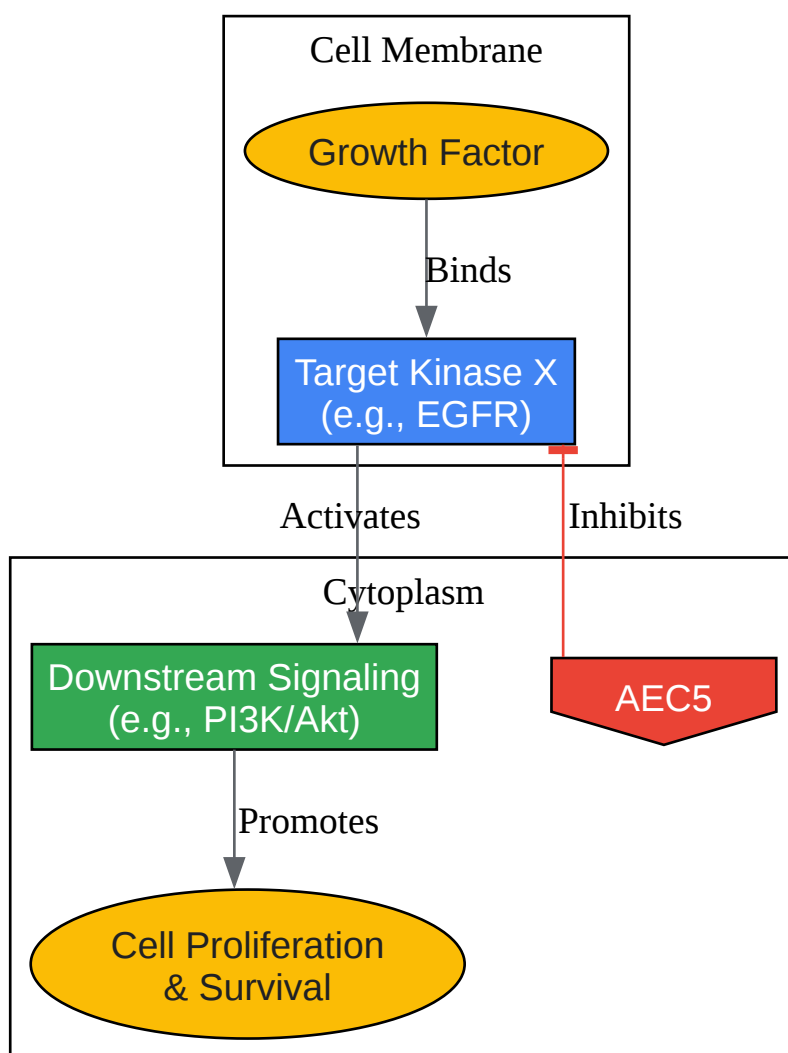 Cell Membrane
Growth Factor
Binds
Target Kinase X
(e.g., EGFR)
Activates
Inhibits
Cytoplasm
Downstream Signaling
(e.g., PI3K/Akt)
AEC5
Promotes
Cell Proliferation
& Survival